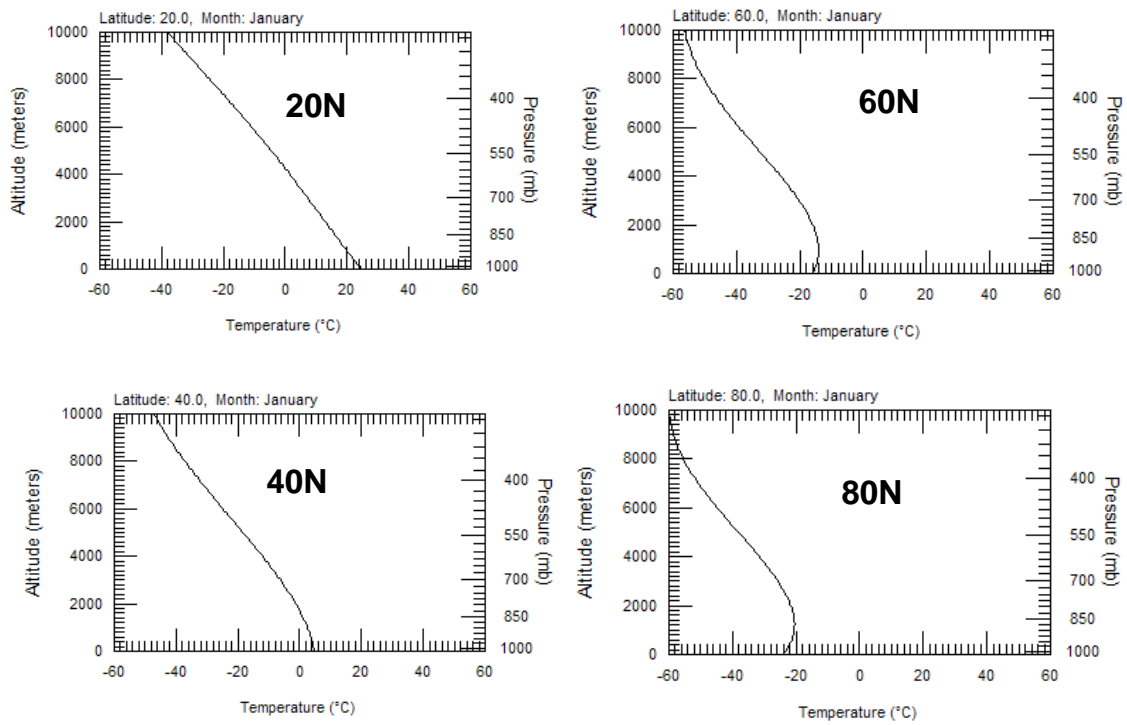 Latitude: 20.0, Month: January
10000
8000
6000
4000
2000
0
Altitude (meters)
20N
400
550
700
850
1000
Pressure (mb)
-60 -40 -20 0 20 40 60
Temperature (°C)
Latitude: 60.0, Month: January
10000
8000
6000
4000
2000
0
Altitude (meters)
60N
400
550
700
850
1000
Pressure (mb)
-60 -40 -20 0 20 40 60
Temperature (°C)
Latitude: 40.0, Month: January
10000
8000
6000
4000
2000
0
Altitude (meters)
40N
400
550
700
850
1000
Pressure (mb)
-60 -40 -20 0 20 40 60
Temperature (°C)
Latitude: 80.0, Month: January
10000
8000
6000
4000
2000
0
Altitude (meters)
80N
400
550
700
850
1000
Pressure (mb)
-60 -40 -20 0 20 40 60
Temperature (°C)